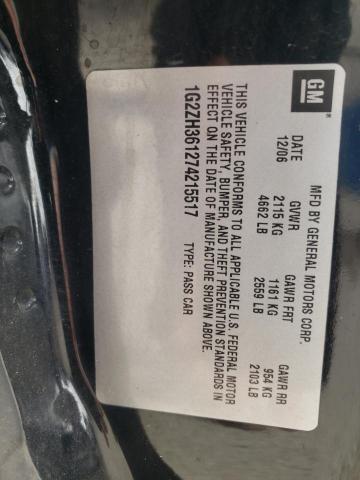 GM
MFD BY GENERAL MOTORS CORP.
DATE GVWR GAWR FRT GAWR RR
12/06 2115 KG 1161 KG 954 KG
4662 LB 2559 LB 2103 LB
THIS VEHICLE CONFORMS TO ALL APPLICABLE U.S. FEDERAL MOTOR
VEHICLE SAFETY, BUMPER, AND THEFT PREVENTION STANDARDS IN
EFFECT ON THE DATE OF MANUFACTURE SHOWN ABOVE.
1G2ZH361274215517 TYPE: PASS CAR